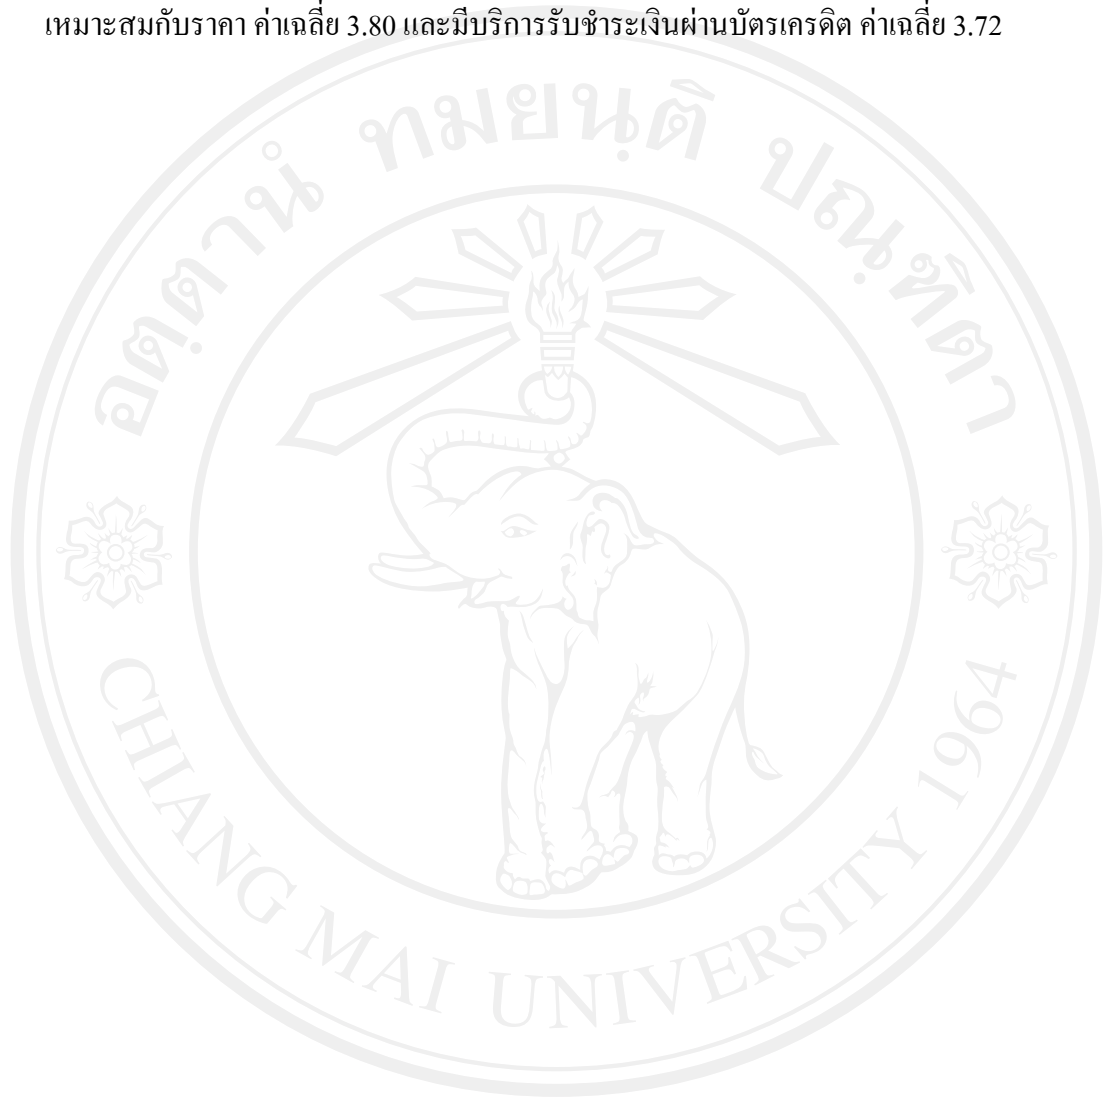 เหมาะสมกับราคา ค่าเฉลี่ย 3.80 และมีบริการรับชำระเงินผ่านบัตรเครดิต ค่าเฉลี่ย 3.72
อตฺตานํ ทมยนฺติ ปณฺฑิตา
CHIANG MAI UNIVERSITY 1964